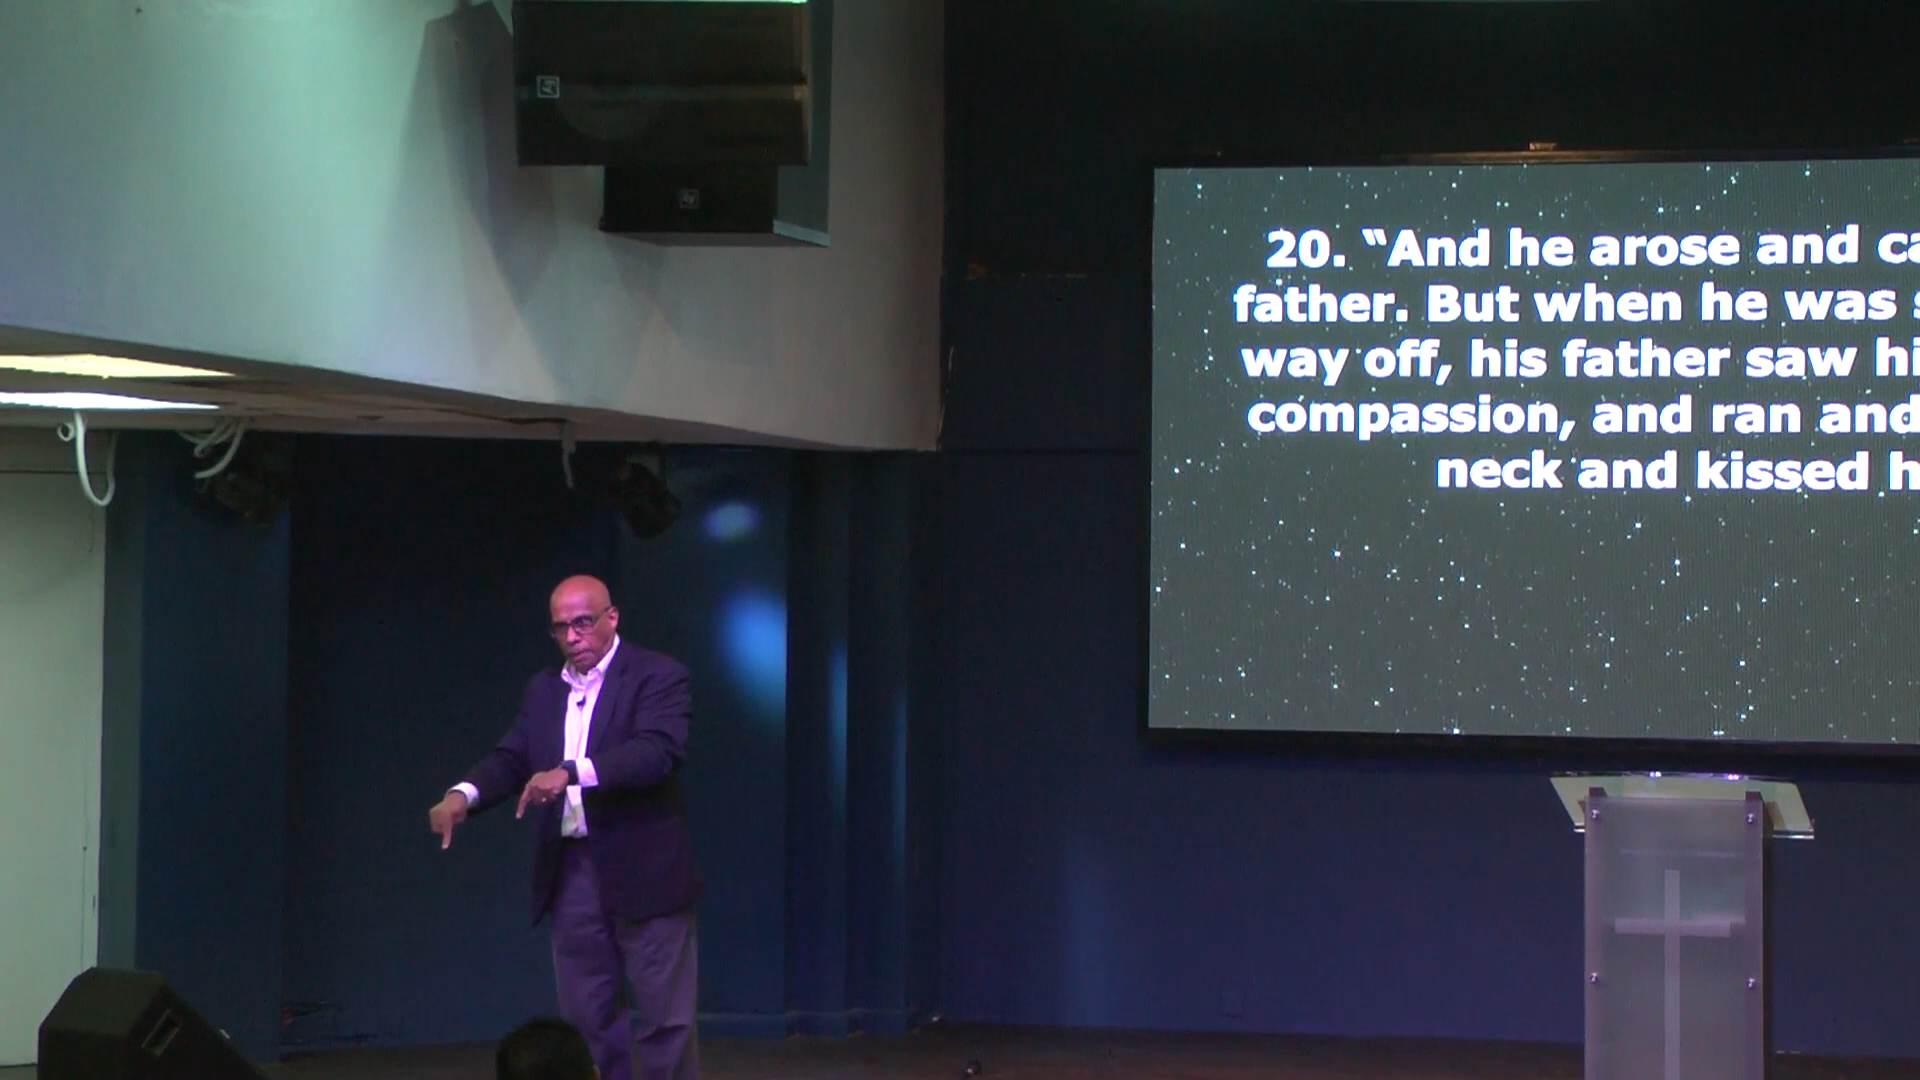 20. “And he arose and ca
father. But when he was s
way off, his father saw hi
compassion, and ran and
neck and kissed h